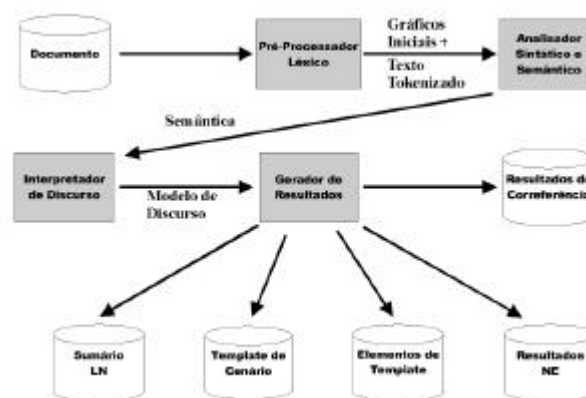 Documento
Pré-Processador
Léxico
Gráficos
Iniciais +
Texto
Tokenizado
Analisador
Sintático e
Semântico
Semântica
Interpretador
de Discurso
Modelo de
Discurso
Gerador de
Resultados
Resultados de
Correferência
Sumário
LN
Template de
Cenário
Elementos de
Template
Resultados
NE